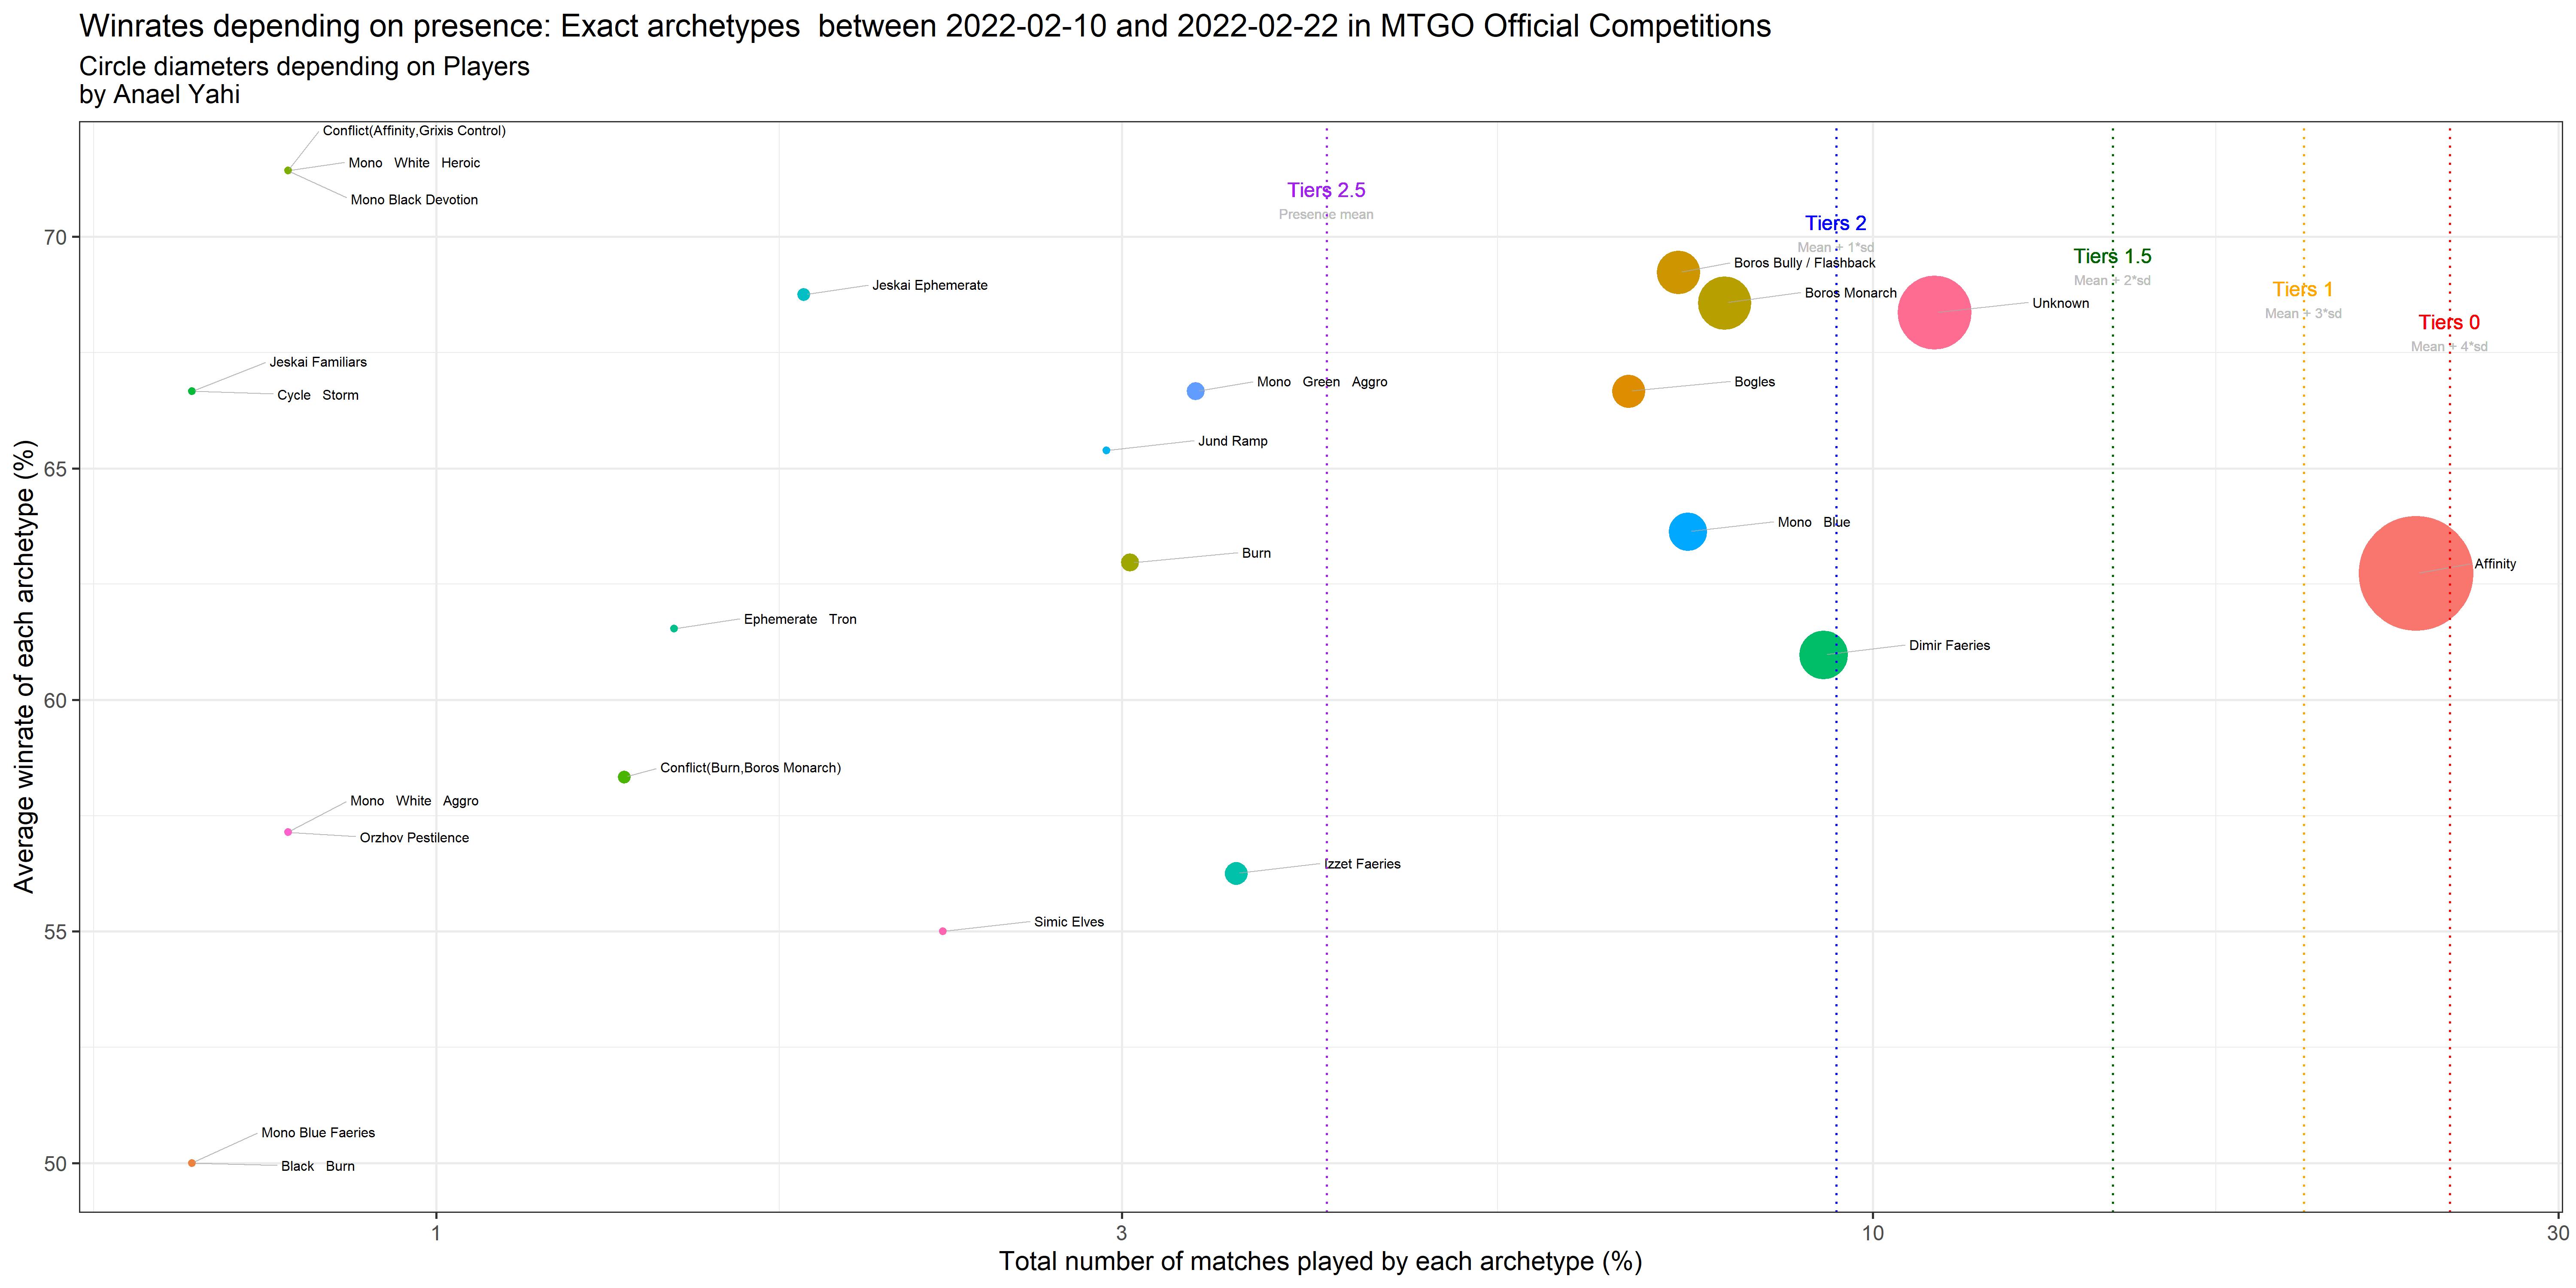 Winrates depending on presence: Exact archetypes  between 2022-02-10 and 2022-02-22 in MTGO Official Competitions
Circle diameters depending on Players
by Anael Yahi
Conflict(Affinity,Grixis Control)
Mono   White   Heroic
Mono Black Devotion
Tiers 2.5
Presence mean
Tiers 2
Mean + 1*sd
Tiers 1.5
Mean + 2*sd
Tiers 1
Mean + 3*sd
Tiers 0
Mean + 4*sd
70
Boros Bully / Flashback
Jeskai Ephemerate
Boros Monarch
Unknown
Jeskai Familiars
Cycle   Storm
Mono   Green   Aggro
Bogles
Jund Ramp
65
Mono   Blue
Burn
Affinity
Ephemerate   Tron
Dimir Faeries
60
Conflict(Burn,Boros Monarch)
Mono   White   Aggro
Orzhov Pestilence
Izzet Faeries
Simic Elves
55
Mono Blue Faeries
Black   Burn
50
Average winrate of each archetype (%)
1
3
10
30
Total number of matches played by each archetype (%)